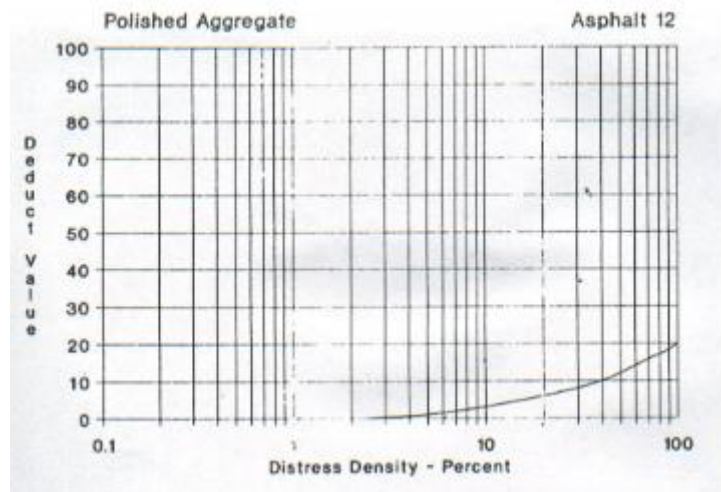 Polished Aggregate Asphalt 12
100
90
80
70
60
50
40
30
20
10
0
Deduct Value
0.1 1 10 100
Distress Density - Percent